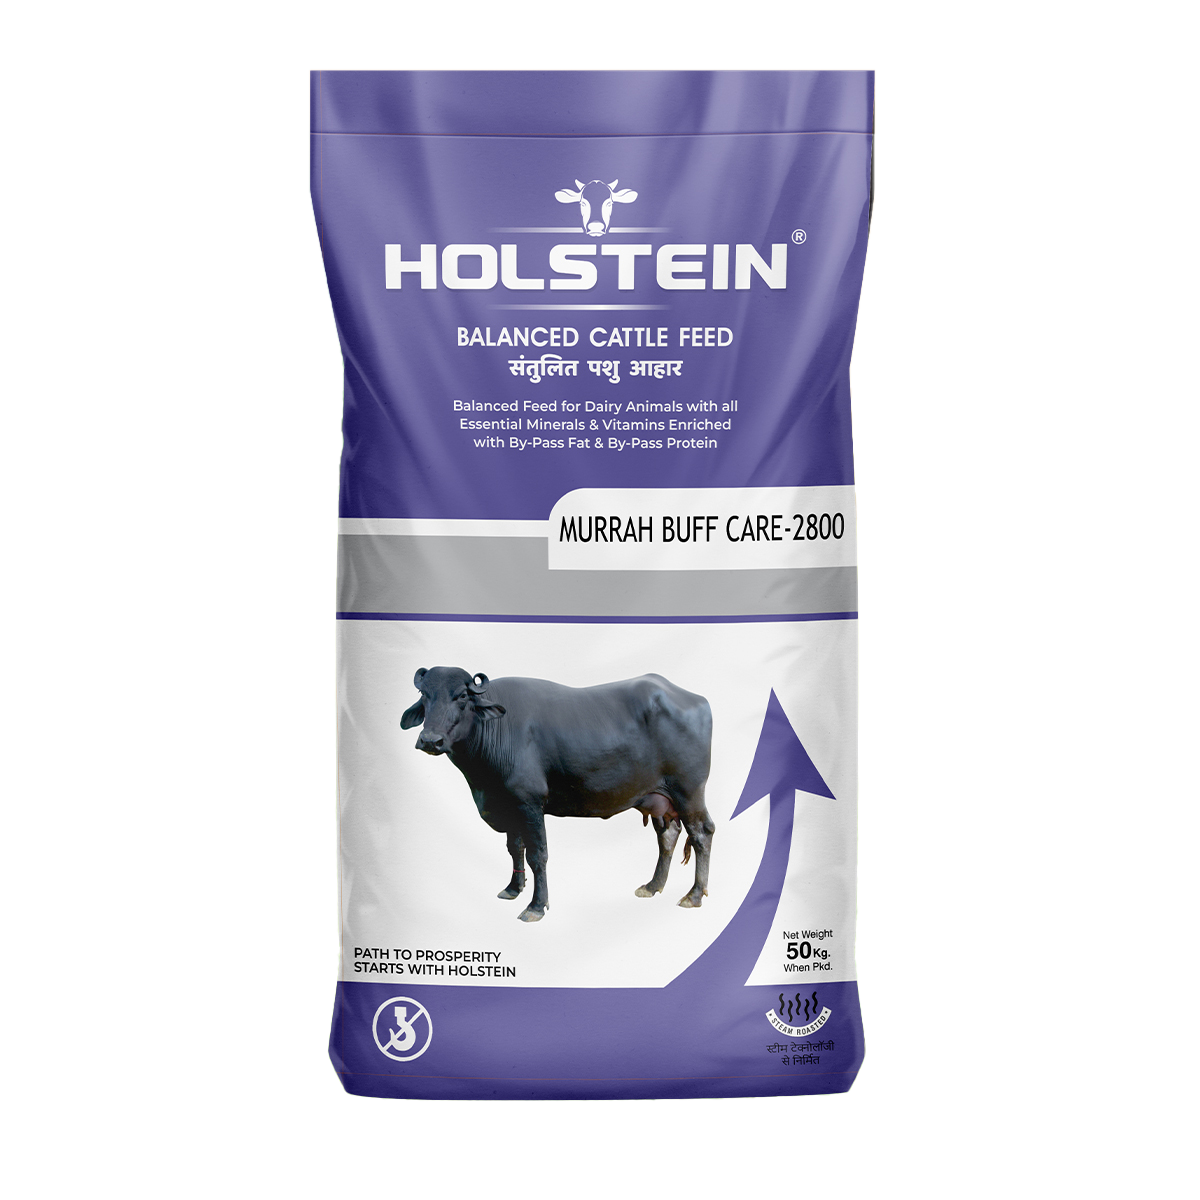 HOLSTEIN®
BALANCED CATTLE FEED
संतुलित पशु आहार
Balanced Feed for Dairy Animals with all
Essential Minerals & Vitamins Enriched
with By-Pass Fat & By-Pass Protein
MURRAH BUFF CARE-2800
PATH TO PROSPERITY
STARTS WITH HOLSTEIN
Net Weight
50 Kg.
When Pkd.
STEAM ROASTED
स्टीम टेक्नोलॉजी
से निर्मित